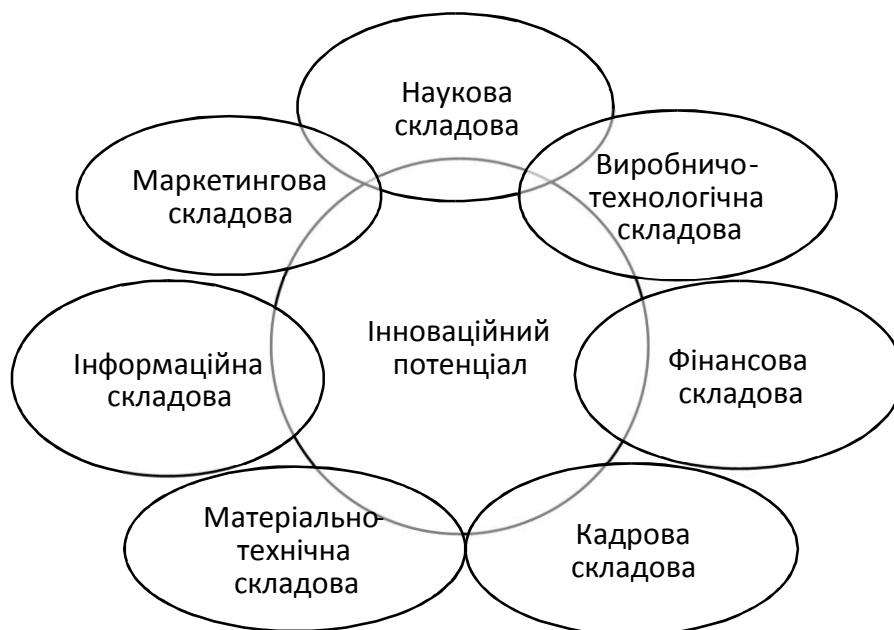 Наукова
складова
Виробничо-
технологічна
складова
Маркетингова
складова
Інноваційний
потенціал
Фінансова
складова
Інформаційна
складова
Матеріально-
технічна
складова
Кадрова
складова